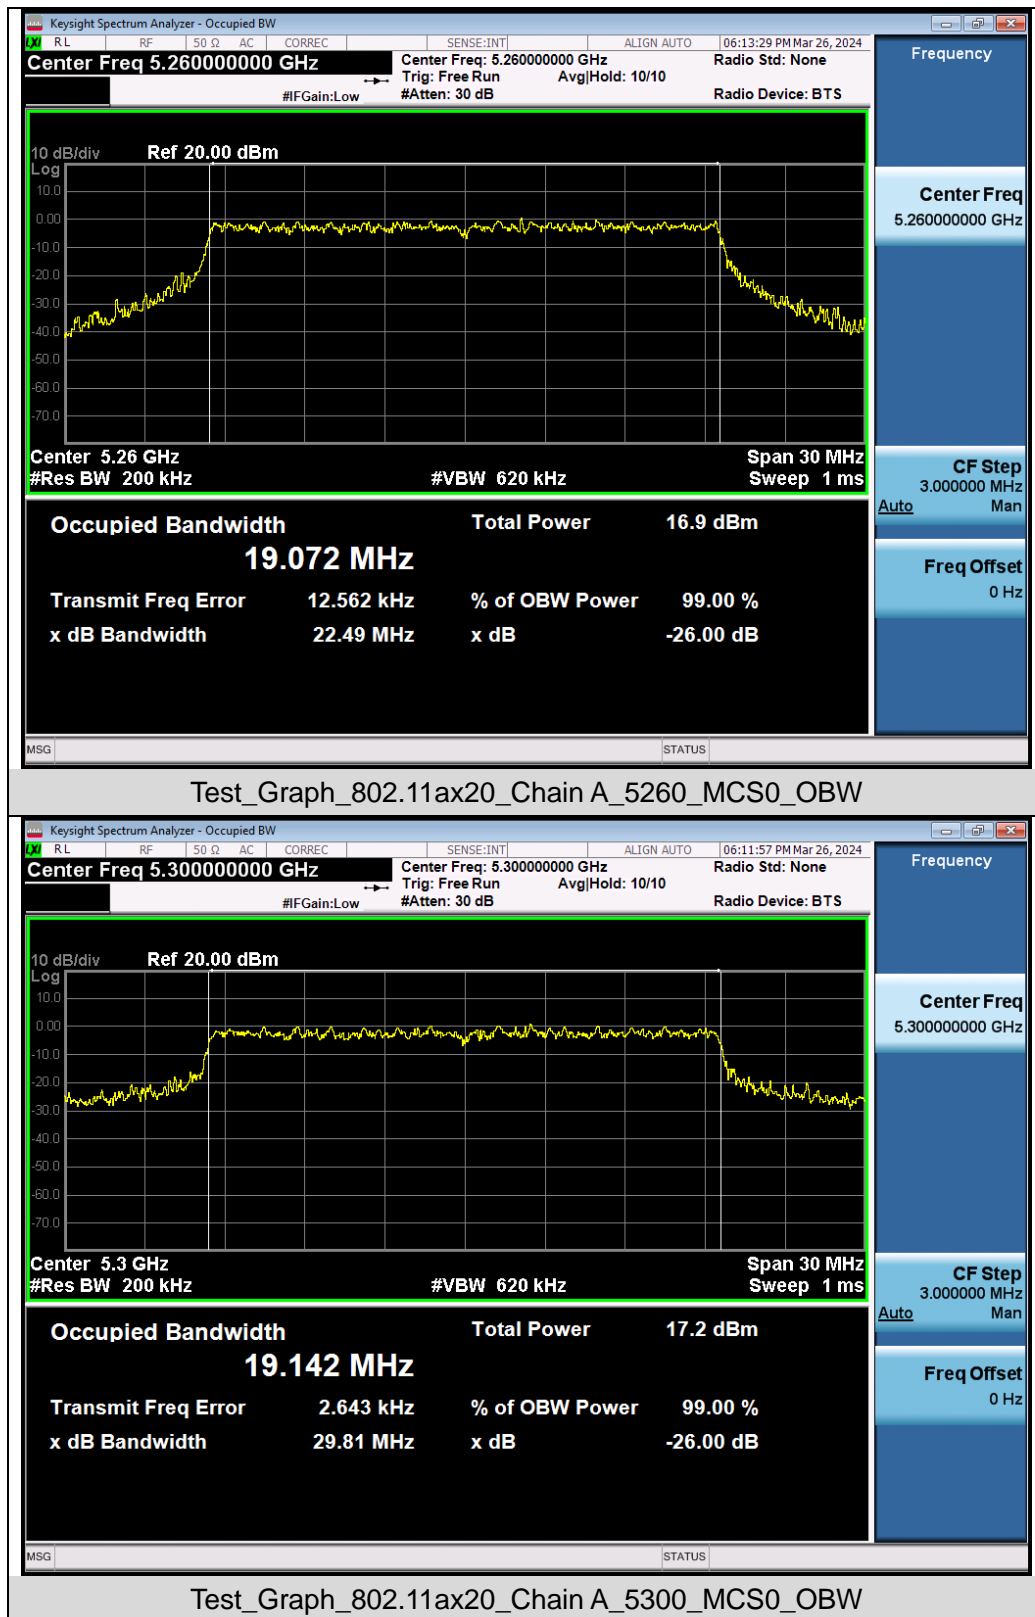 Keysight Spectrum Analyzer - Occupied BW
LXI RL RF 50 Ω AC CORREC SENSE:INT ALIGN AUTO 06:13:29 PM Mar 26, 2024
Center Freq 5.260000000 GHz
Center Freq: 5.260000000 GHz Radio Std: None
Trig: Free Run Avg|Hold: 10/10
#IFGain:Low #Atten: 30 dB Radio Device: BTS
Frequency
10 dB/div Ref 20.00 dBm
Log
10.0
0.00
-10.0
-20.0
-30.0
-40.0
-50.0
-60.0
-70.0
Center Freq
5.260000000 GHz
Center 5.26 GHz Span 30 MHz
#Res BW 200 kHz #VBW 620 kHz Sweep 1 ms
CF Step
3.000000 MHz
Auto Man
Occupied Bandwidth Total Power 16.9 dBm
19.072 MHz
Freq Offset
0 Hz
Transmit Freq Error 12.562 kHz % of OBW Power 99.00 %
x dB Bandwidth 22.49 MHz x dB -26.00 dB
MSG STATUS
Test_Graph_802.11ax20_Chain A_5260_MCS0_OBW
Keysight Spectrum Analyzer - Occupied BW
LXI RL RF 50 Ω AC CORREC SENSE:INT ALIGN AUTO 06:11:57 PM Mar 26, 2024
Center Freq 5.300000000 GHz
Center Freq: 5.300000000 GHz Radio Std: None
Trig: Free Run Avg|Hold: 10/10
#IFGain:Low #Atten: 30 dB Radio Device: BTS
Frequency
10 dB/div Ref 20.00 dBm
Log
10.0
0.00
-10.0
-20.0
-30.0
-40.0
-50.0
-60.0
-70.0
Center Freq
5.300000000 GHz
Center 5.3 GHz Span 30 MHz
#Res BW 200 kHz #VBW 620 kHz Sweep 1 ms
CF Step
3.000000 MHz
Auto Man
Occupied Bandwidth Total Power 17.2 dBm
19.142 MHz
Freq Offset
0 Hz
Transmit Freq Error 2.643 kHz % of OBW Power 99.00 %
x dB Bandwidth 29.81 MHz x dB -26.00 dB
MSG STATUS
Test_Graph_802.11ax20_Chain A_5300_MCS0_OBW